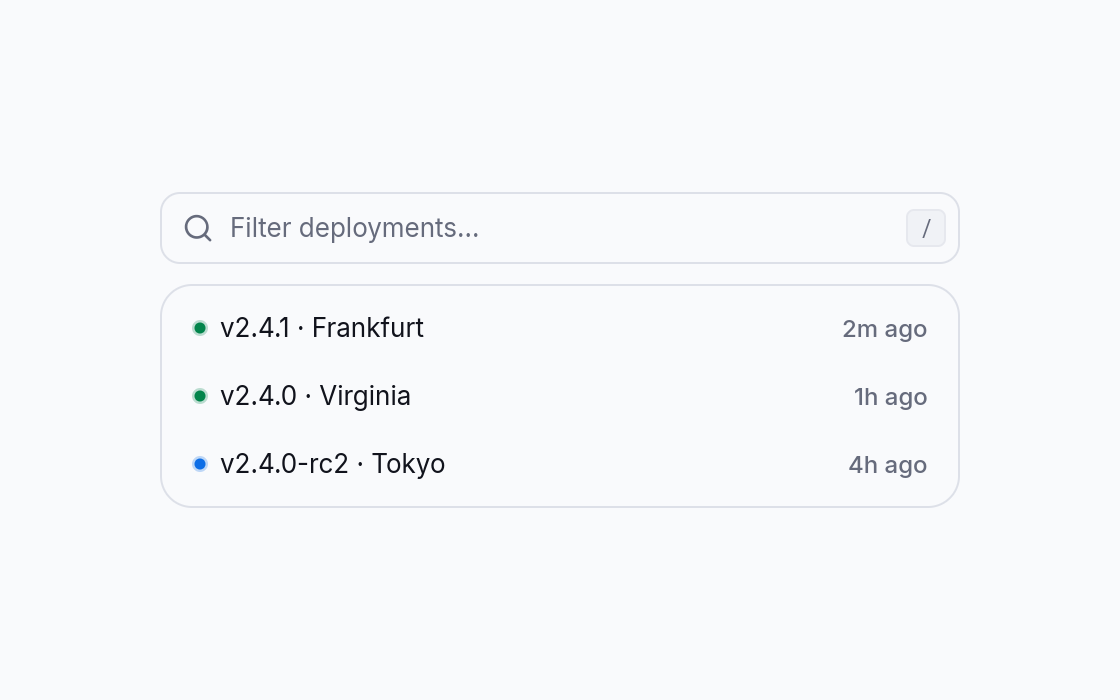 Filter deployments...
/
v2.4.1 · Frankfurt
2m ago
v2.4.0 · Virginia
1h ago
v2.4.0-rc2 · Tokyo
4h ago